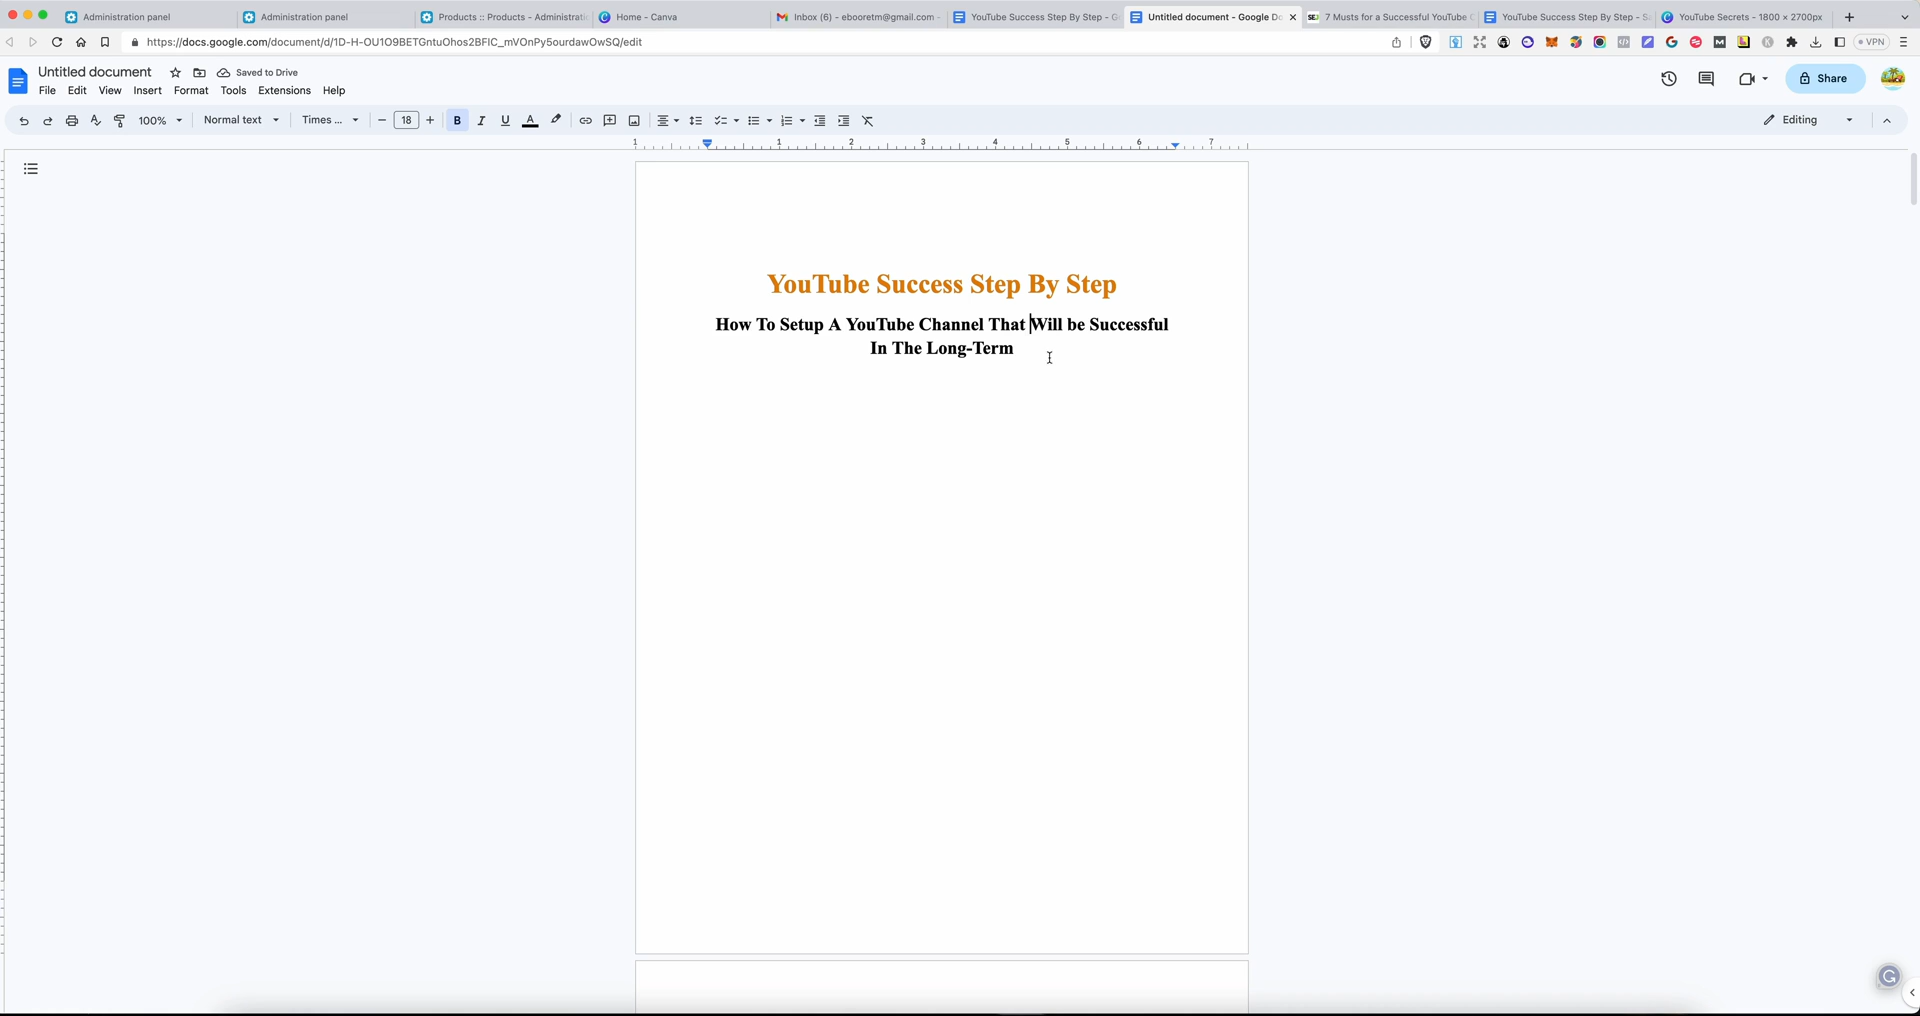 Administration panel
Administration panel
Products :: Products - Administrati
Home - Canva
Inbox (6) - ebooretm@gmail.com -
YouTube Success Step By Step - G
Untitled document - Google Do
7 Musts for a Successful YouTube C
YouTube Success Step By Step - S
YouTube Secrets - 1800 × 2700px
https://docs.google.com/document/d/1D-H-OU1O9BETGntuOhos2BFIC_mVOnPy5ourdawOwSQ/edit
VPN
Untitled document
Saved to Drive
File Edit View Insert Format Tools Extensions Help
Share
100%
Normal text
Times ...
18
B I U A
Editing
1 1 2 3 4 5 6 7
YouTube Success Step By Step
How To Setup A YouTube Channel That Will be Successful
In The Long-Term